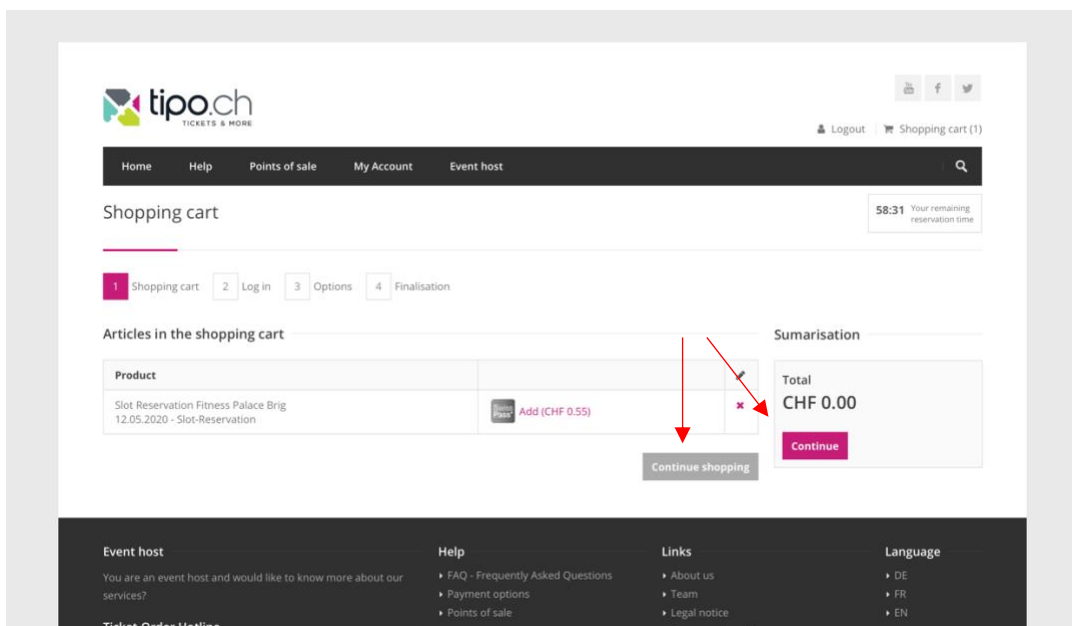 tipo.ch
TICKETS & MORE
Logout
Shopping cart (1)
Home Help Points of sale My Account Event host
Shopping cart
58:31 Your remaining
reservation time
1 Shopping cart 2 Log in 3 Options 4 Finalisation
Articles in the shopping cart
Product
Slot Reservation Fitness Palace Brig
12.05.2020 - Slot-Reservation
Swiss
Pass
Add (CHF 0.55)
Continue shopping
Sumarisation
Total
CHF 0.00
Continue
Event host
You are an event host and would like to know more about our
services?
Ticket Order Hotline
Help
FAQ - Frequently Asked Questions
Payment options
Points of sale
Links
About us
Team
Legal notice
Language
DE
FR
EN